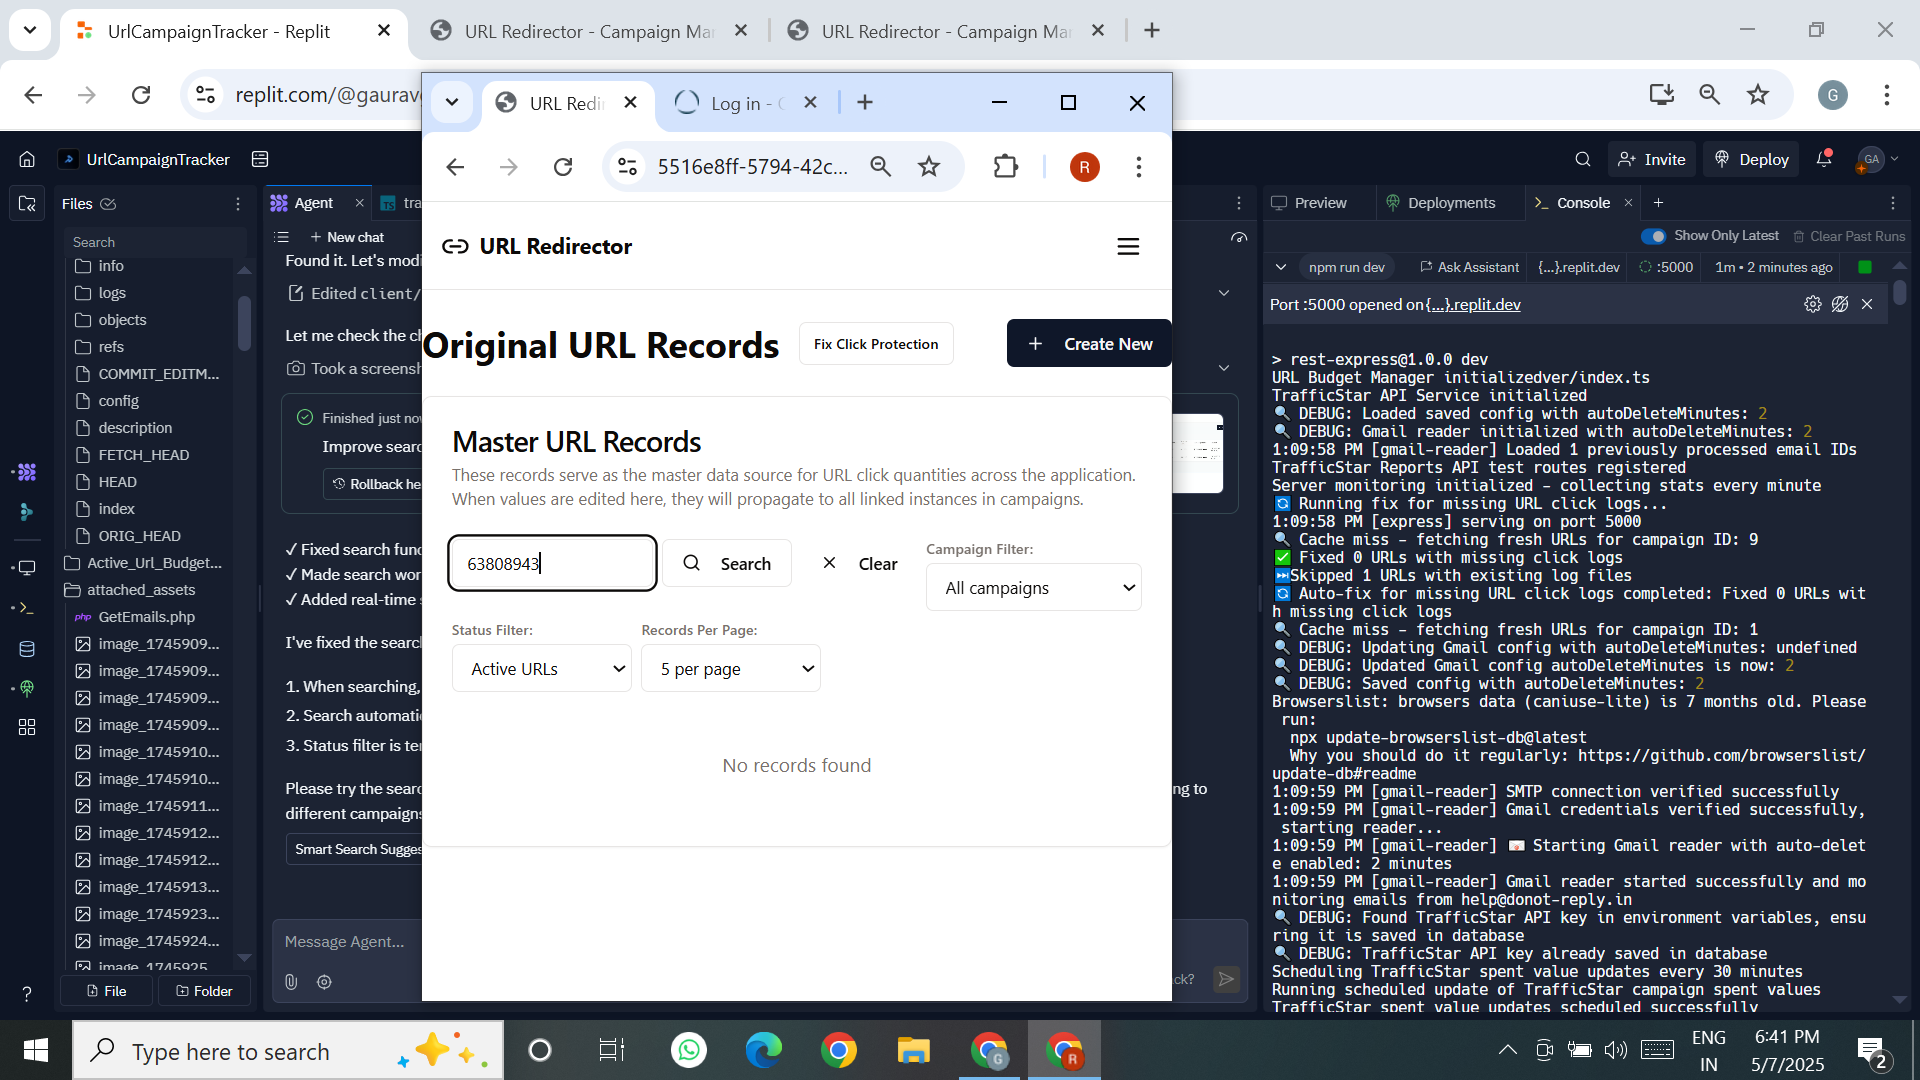 UrlCampaignTracker - Replit
URL Redirector - Campaign Ma
URL Redirector - Campaign Ma
replit.com/@gaurav
G
UrlCampaignTracker
Invite
Deploy
GA
Files
Search
info
logs
objects
refs
COMMIT_EDITM...
config
description
FETCH_HEAD
HEAD
index
ORIG_HEAD
Active_Url_Budget...
attached_assets
php GetEmails.php
image_1745909...
image_1745909...
image_1745909...
image_1745909...
image_1745910...
image_1745910...
image_1745911...
image_1745912...
image_1745912...
image_1745913...
image_1745923...
image_1745924...
image_1745925
File
Folder
Agent
TS tra
New chat
Found it. Let's modi
Edited client/
Let me check the ch
Took a screensh
Finished just now
Improve searc
Rollback he
✓ Fixed search func
✓ Made search wor
✓ Added real-time s
I've fixed the searc
1. When searching,
2. Search automatic
3. Status filter is ter
Please try the searc
ng to
different campaigns
Smart Search Sugges
Message Agent...
ck?
URL Redi
Log in -
5516e8ff-5794-42c...
R
URL Redirector
Original URL Records
Fix Click Protection
Create New
Master URL Records
These records serve as the master data source for URL click quantities across the application.
When values are edited here, they will propagate to all linked instances in campaigns.
63808943
Search
Clear
Campaign Filter:
All campaigns
Status Filter:
Records Per Page:
Active URLs
5 per page
No records found
Preview
Deployments
Console
Show Only Latest
Clear Past Runs
npm run dev
Ask Assistant
{...}.replit.dev
:5000
1m • 2 minutes ago
Port :5000 opened on {...}.replit.dev
> rest-express@1.0.0 dev
URL Budget Manager initializedver/index.ts
TrafficStar API Service initialized
🔍 DEBUG: Loaded saved config with autoDeleteMinutes: 2
🔍 DEBUG: Gmail reader initialized with autoDeleteMinutes: 2
1:09:58 PM [gmail-reader] Loaded 1 previously processed email IDs
TrafficStar Reports API test routes registered
Server monitoring initialized - collecting stats every minute
🔄 Running fix for missing URL click logs...
1:09:58 PM [express] serving on port 5000
🔍 Cache miss - fetching fresh URLs for campaign ID: 9
✅ Fixed 0 URLs with missing click logs
⏭️Skipped 1 URLs with existing log files
🔄 Auto-fix for missing URL click logs completed: Fixed 0 URLs wit
h missing click logs
🔍 Cache miss - fetching fresh URLs for campaign ID: 1
🔍 DEBUG: Updating Gmail config with autoDeleteMinutes: undefined
🔍 DEBUG: Updated Gmail config autoDeleteMinutes is now: 2
🔍 DEBUG: Saved config with autoDeleteMinutes: 2
Browserslist: browsers data (caniuse-lite) is 7 months old. Please
run:
npx update-browserslist-db@latest
Why you should do it regularly: https://github.com/browserslist/
update-db#readme
1:09:59 PM [gmail-reader] SMTP connection verified successfully
1:09:59 PM [gmail-reader] Gmail credentials verified successfully,
starting reader...
1:09:59 PM [gmail-reader] 📧 Starting Gmail reader with auto-delet
e enabled: 2 minutes
1:09:59 PM [gmail-reader] Gmail reader started successfully and mo
nitoring emails from help@donot-reply.in
🔍 DEBUG: Found TrafficStar API key in environment variables, ensu
ring it is saved in database
🔍 DEBUG: TrafficStar API key already saved in database
Scheduling TrafficStar spent value updates every 30 minutes
Running scheduled update of TrafficStar campaign spent values
TrafficStar spent value updates scheduled successfully
Type here to search
G
R
ENG
IN
6:41 PM
5/7/2025
2